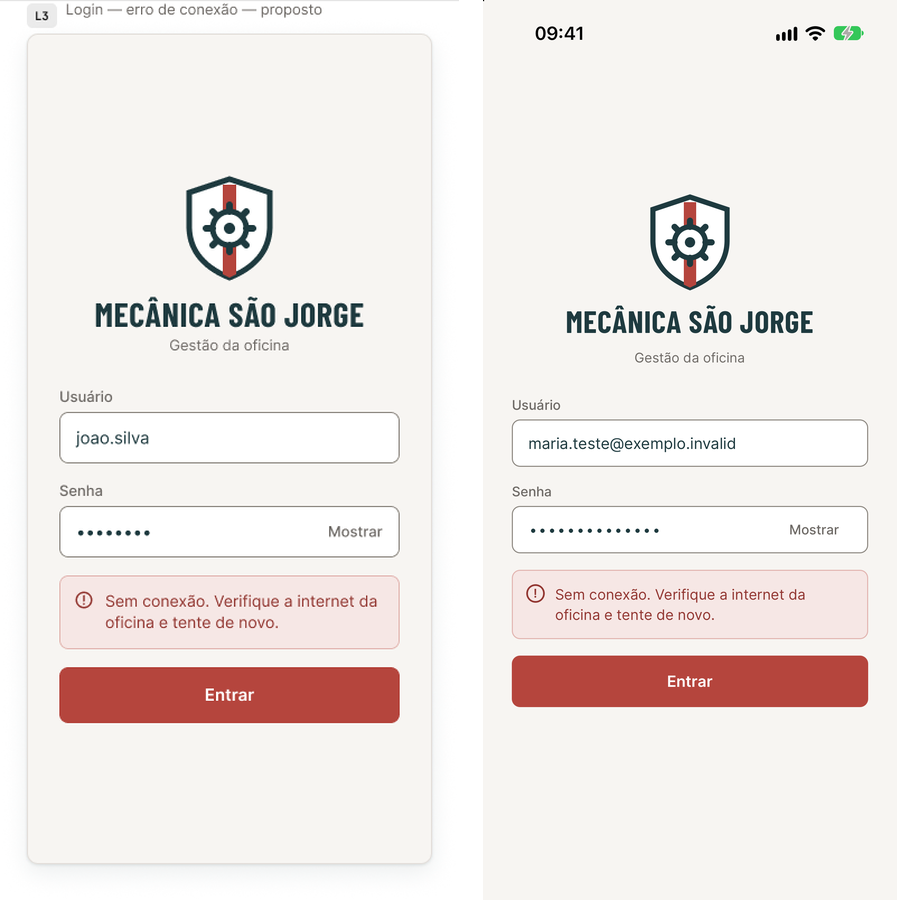 L3 Login — erro de conexão — proposto
MECÂNICA SÃO JORGE
Gestão da oficina
Usuário
joao.silva
Senha
•••••••• Mostrar
Sem conexão. Verifique a internet da
oficina e tente de novo.
Entrar
09:41
MECÂNICA SÃO JORGE
Gestão da oficina
Usuário
maria.teste@exemplo.invalid
Senha
•••••••••••••• Mostrar
Sem conexão. Verifique a internet da
oficina e tente de novo.
Entrar